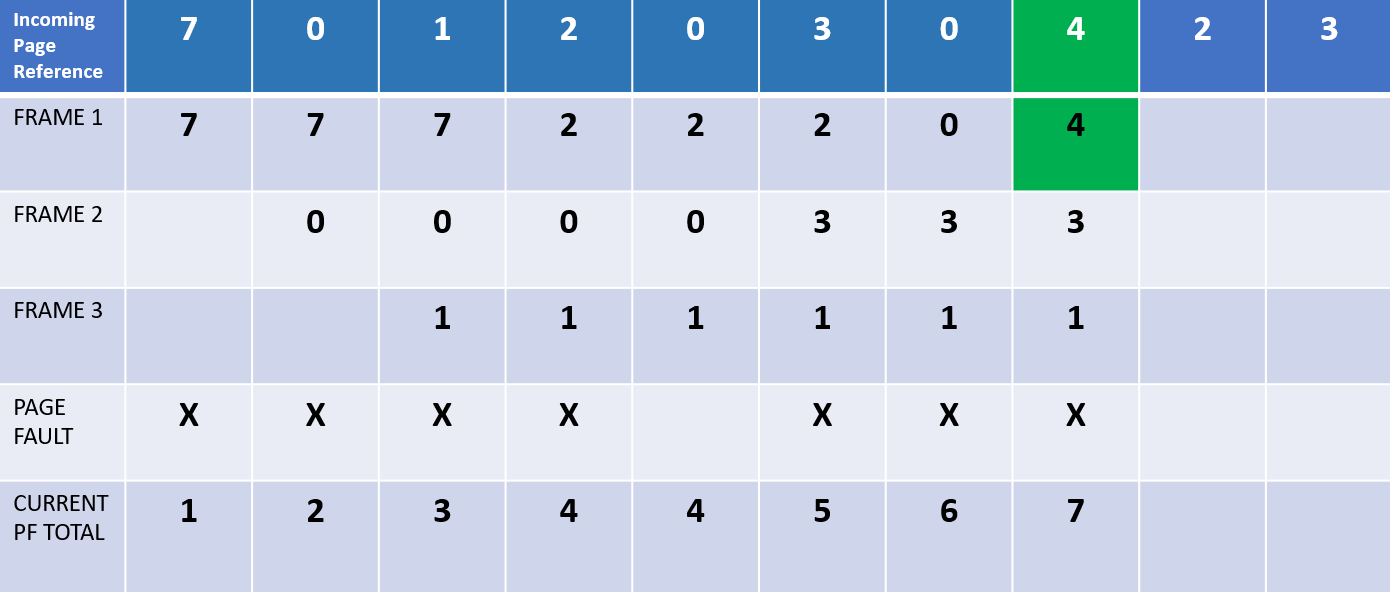 Incoming
Page
Reference
7 0 1 2 0 3 0 4 2 3
FRAME 1 7 7 7 2 2 2 0 4
FRAME 2 0 0 0 0 3 3 3
FRAME 3 1 1 1 1 1 1
PAGE
FAULT
X X X X X X X
CURRENT
PF TOTAL
1 2 3 4 4 5 6 7